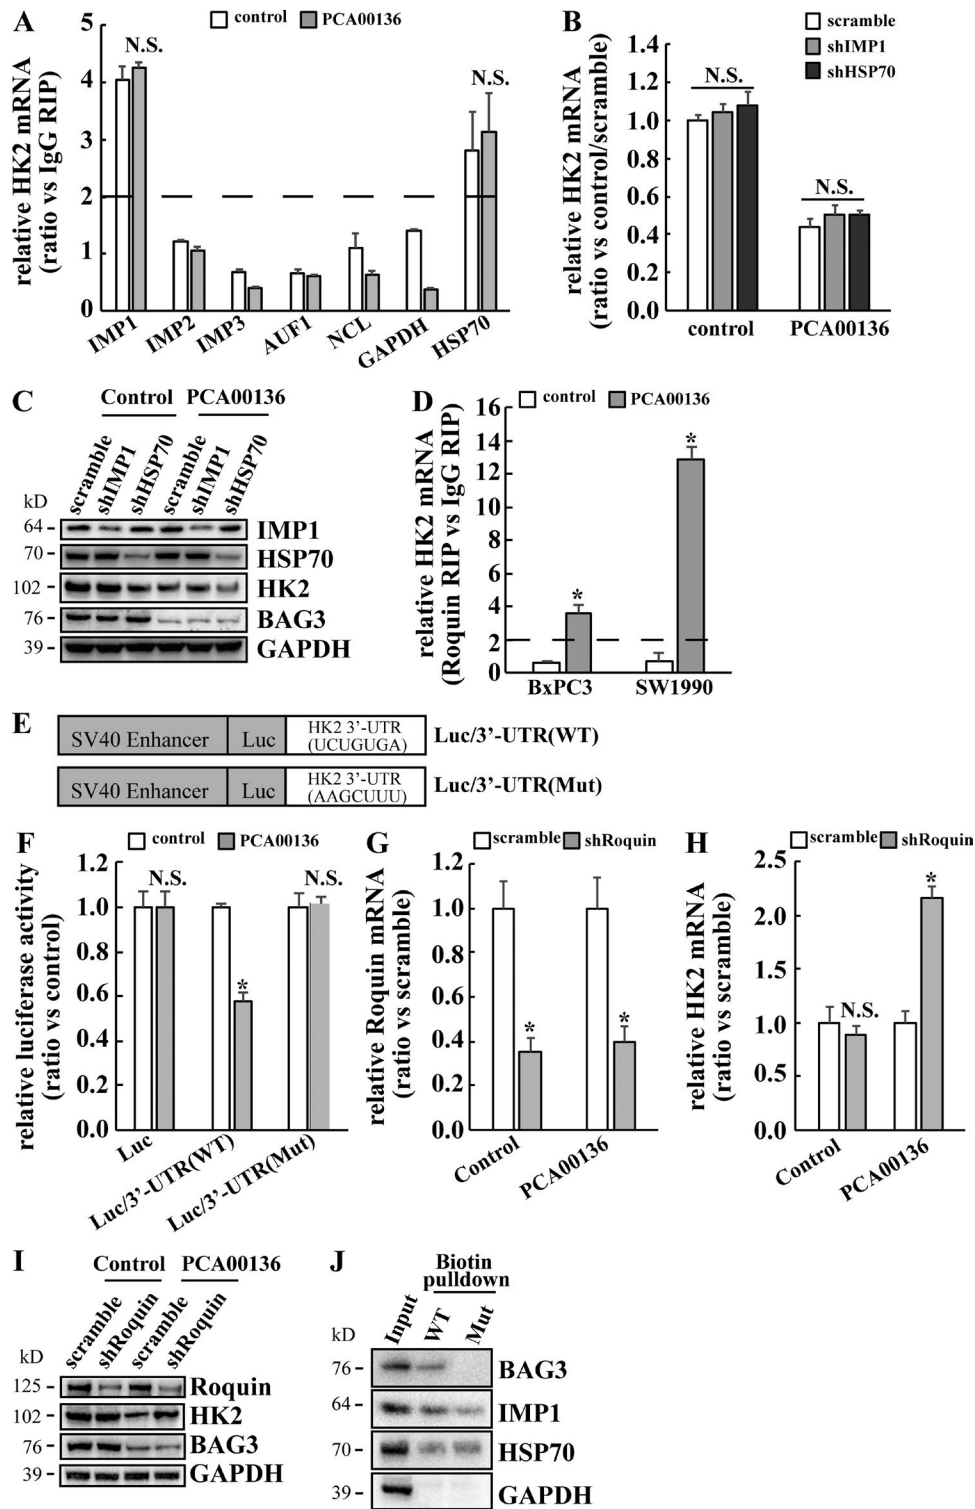 A
control PCA00136
relative HK2 mRNA
(ratio vs IgG RIP)
5
4
3
2
1
0
N.S.
N.S.
IMP1 IMP2 IMP3 AUF1 NCL GAPDH HSP70
B
scramble
shIMP1
shHSP70
relative HK2 mRNA
(ratio vs control/scramble)
1.4
1.2
1.0
0.8
0.6
0.4
0.2
0.0
N.S.
N.S.
control PCA00136
C
Control PCA00136
scramble shIMP1 shHSP70 scramble shIMP1 shHSP70
kD
64 IMP1
70 HSP70
102 HK2
76 BAG3
39 GAPDH
D
control PCA00136
relative HK2 mRNA
(Roquin RIP vs IgG RIP)
16
14
12
10
8
6
4
2
0
*
*
BxPC3 SW1990
E
SV40 Enhancer Luc HK2 3’-UTR (UCUGUGA) Luc/3’-UTR(WT)
SV40 Enhancer Luc HK2 3’-UTR (AAGCUUU) Luc/3’-UTR(Mut)
F
control PCA00136
relative luciferase activity
(ratio vs control)
1.2
1.0
0.8
0.6
0.4
0.2
0.0
N.S.
*
N.S.
Luc Luc/3’-UTR(WT) Luc/3’-UTR(Mut)
G
scramble shRoquin
relative Roquin mRNA
(ratio vs scramble)
1.2
1.0
0.8
0.6
0.4
0.2
0.0
*
*
Control PCA00136
H
scramble shRoquin
relative HK2 mRNA
(ratio vs scramble)
2.5
2.0
1.5
1.0
0.5
0.0
N.S.
*
Control PCA00136
I
Control PCA00136
scramble shRoquin scramble shRoquin
kD
125 Roquin
102 HK2
76 BAG3
39 GAPDH
J
Biotin
pulldown
Input WT Mut
kD
76 BAG3
64 IMP1
70 HSP70
39 GAPDH